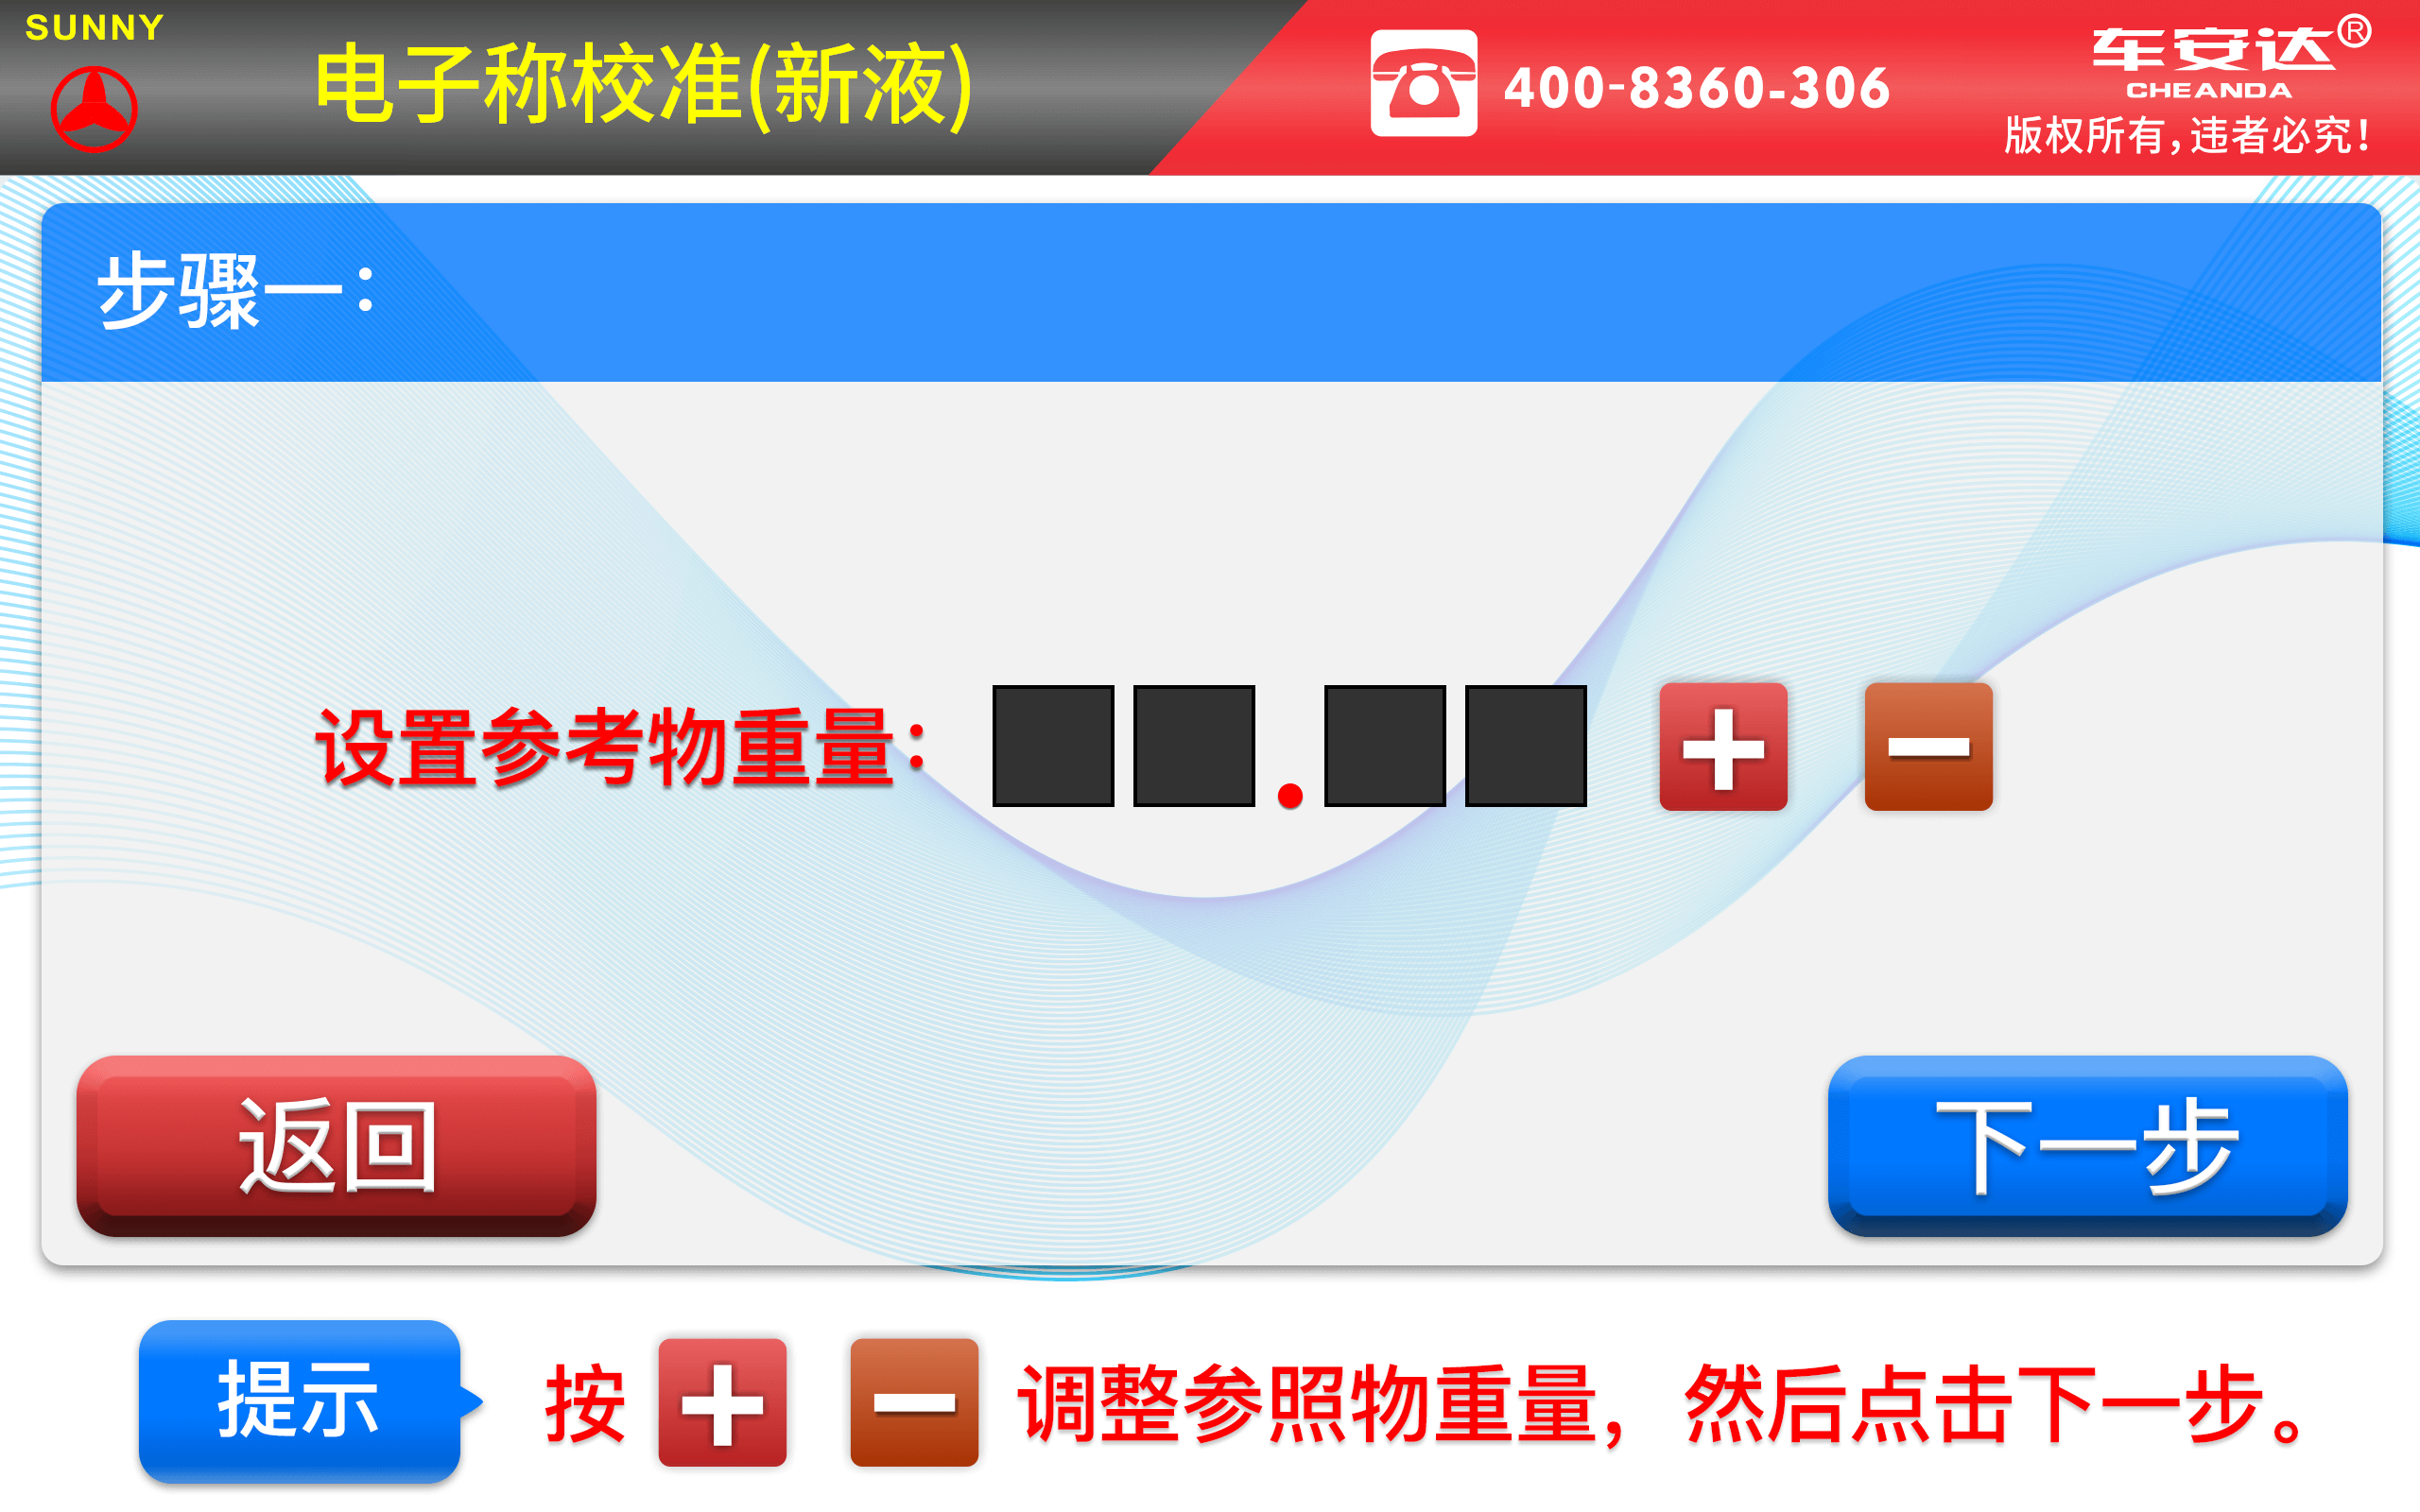 SUNNY
电子称校准(新液)
400-8360-306
车安达®
CHEANDA
版权所有,违者必究!
步骤一:
设置参考物重量: .
返回
下一步
提示
按 + − 调整参照物重量，然后点击下一步。